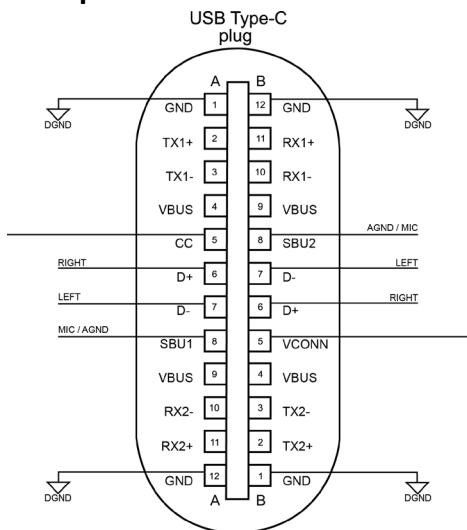 USB Type-C
plug
A B
GND 1 12 GND
DGND DGND
TX1+ 2 11 RX1+
TX1- 3 10 RX1-
VBUS 4 9 VBUS
AGND / MIC
CC 5 8 SBU2
RIGHT LEFT
D+ 6 7 D-
LEFT RIGHT
D- 7 6 D+
MIC / AGND
SBU1 8 5 VCONN
VBUS 9 4 VBUS
RX2- 10 3 TX2-
RX2+ 11 2 TX2+
GND 12 1 GND
DGND DGND
A B